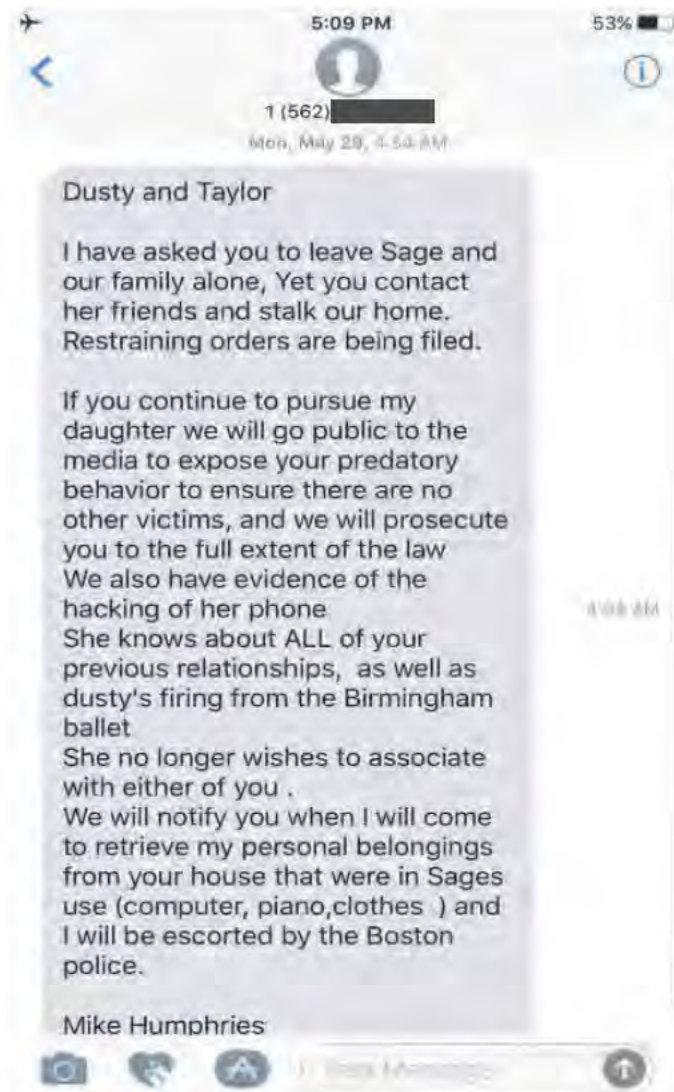 5:09 PM
53%
1 (562)
Mon, May 29, 4:54 AM
Dusty and Taylor
I have asked you to leave Sage and
our family alone, Yet you contact
her friends and stalk our home.
Restraining orders are being filed.
If you continue to pursue my
daughter we will go public to the
media to expose your predatory
behavior to ensure there are no
other victims, and we will prosecute
you to the full extent of the law
We also have evidence of the
hacking of her phone
She knows about ALL of your
previous relationships,  as well as
dusty's firing from the Birmingham
ballet
She no longer wishes to associate
with either of you .
We will notify you when I will come
to retrieve my personal belongings
from your house that were in Sages
use (computer, piano,clothes  ) and
I will be escorted by the Boston
police.
Mike Humphries